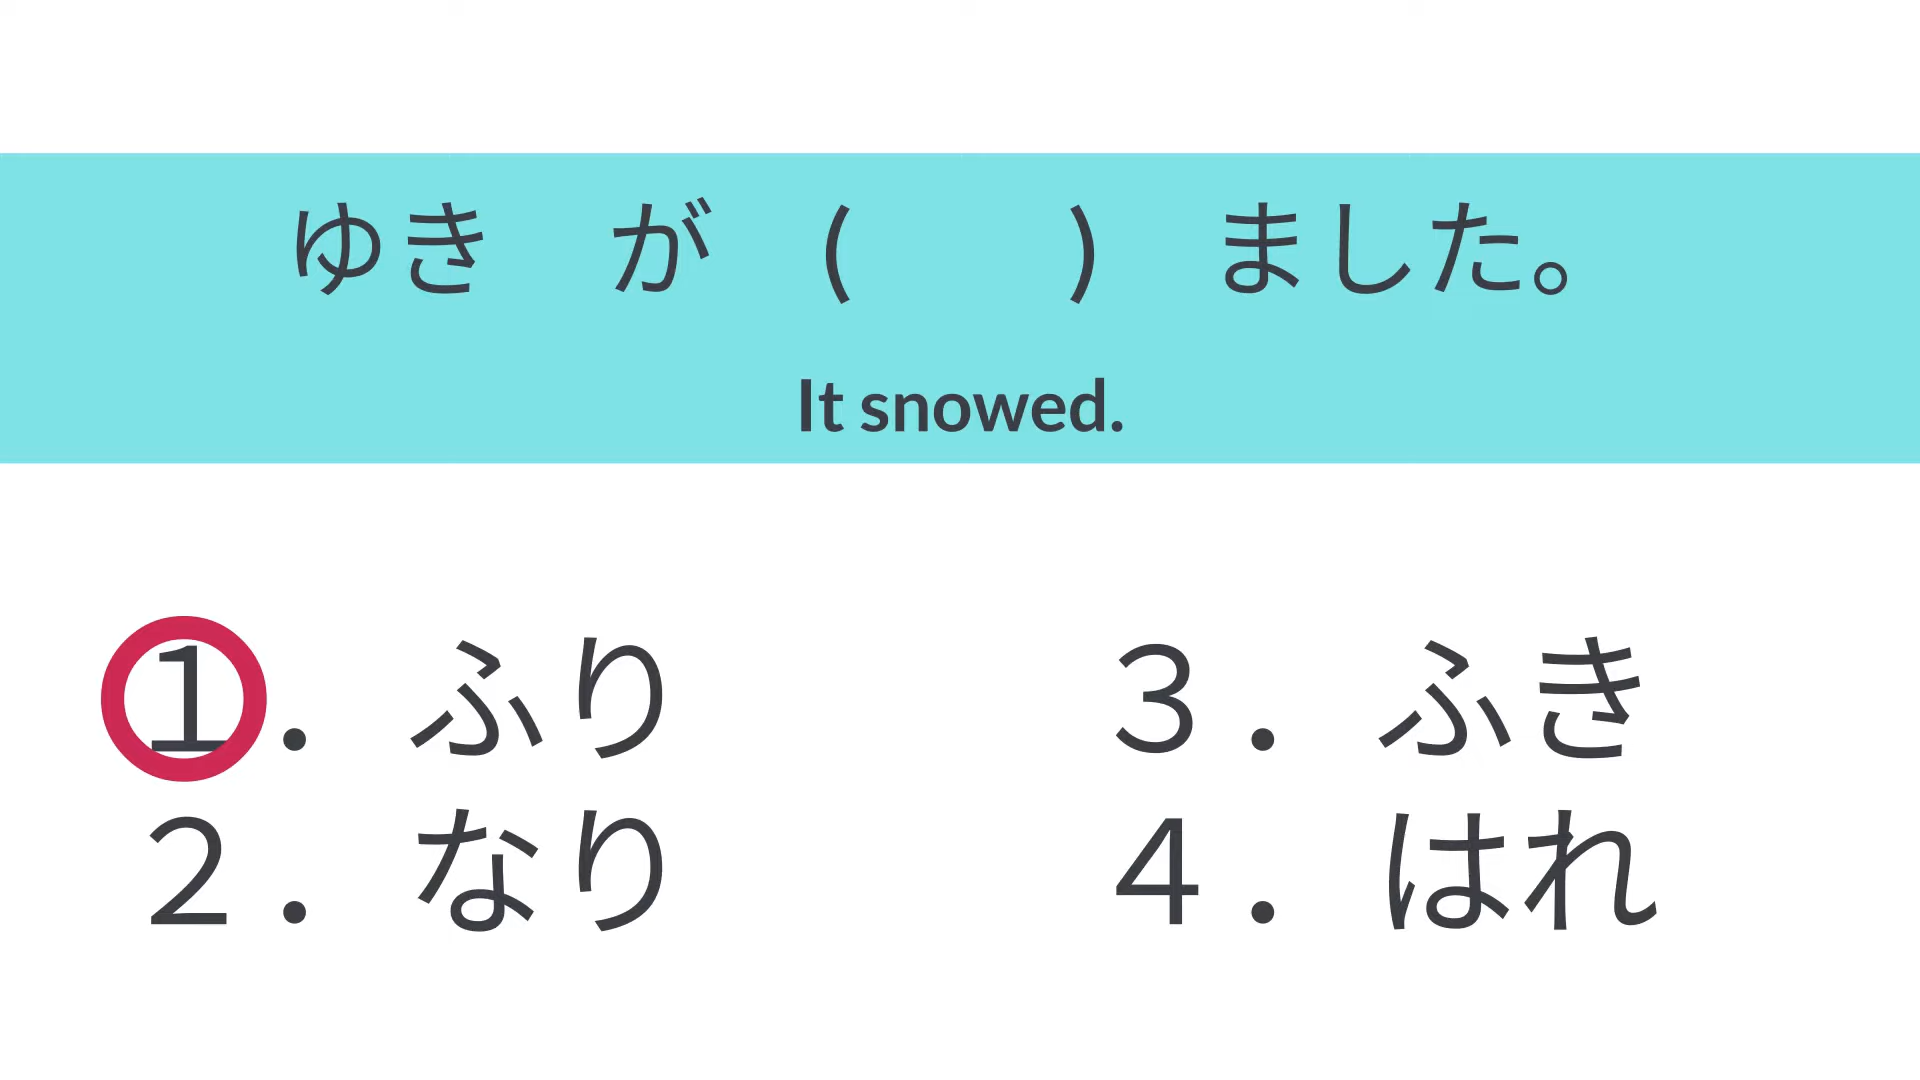 ゆき　が　(　　)　ました。
It snowed.
１．ふり
２．なり
３．ふき
４．はれ